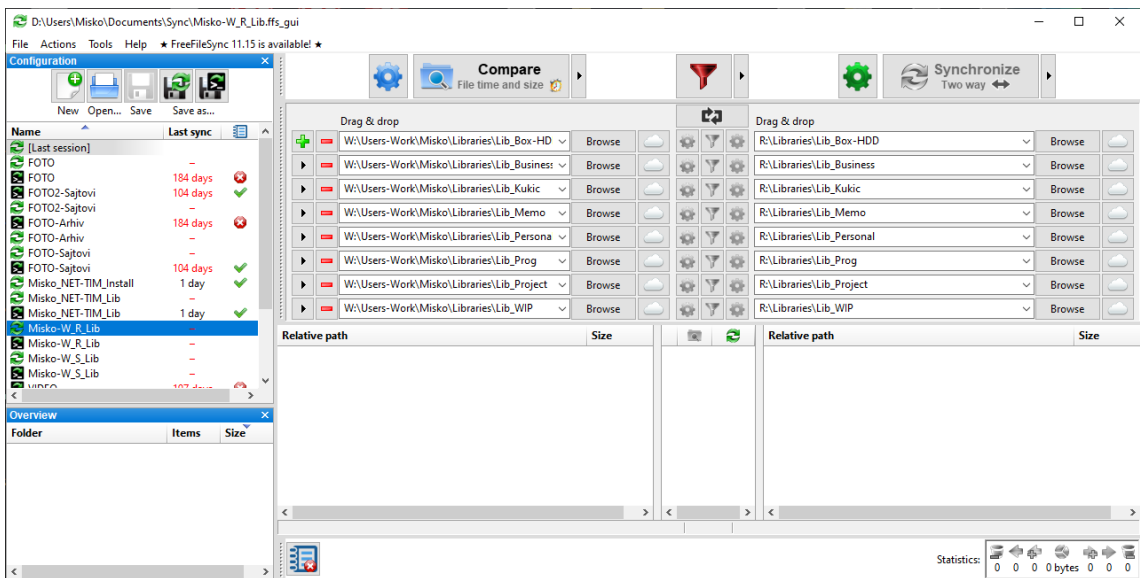 D:\Users\Misko\Documents\Sync\Misko-W_R_Lib.ffs_gui
File Actions Tools Help ★ FreeFileSync 11.15 is available! ★
Configuration
New Open... Save Save as...
Name Last sync
[Last session]
FOTO –
FOTO 184 days
FOTO2-Sajtovi 104 days
FOTO2-Sajtovi –
FOTO-Arhiv 184 days
FOTO-Arhiv –
FOTO-Sajtovi –
FOTO-Sajtovi 104 days
Misko_NET-TIM_Install 1 day
Misko_NET-TIM_Lib –
Misko_NET-TIM_Lib 1 day
Misko-W_R_Lib –
Misko-W_R_Lib –
Misko-W_S_Lib –
Misko-W_S_Lib –
VIDEO 107 days
Overview
Folder Items Size
Compare
File time and size
Synchronize
Two way
Drag & drop Drag & drop
W:\Users-Work\Misko\Libraries\Lib_Box-HD Browse R:\Libraries\Lib_Box-HDD Browse
W:\Users-Work\Misko\Libraries\Lib_Business Browse R:\Libraries\Lib_Business Browse
W:\Users-Work\Misko\Libraries\Lib_Kukic Browse R:\Libraries\Lib_Kukic Browse
W:\Users-Work\Misko\Libraries\Lib_Memo Browse R:\Libraries\Lib_Memo Browse
W:\Users-Work\Misko\Libraries\Lib_Persona Browse R:\Libraries\Lib_Personal Browse
W:\Users-Work\Misko\Libraries\Lib_Prog Browse R:\Libraries\Lib_Prog Browse
W:\Users-Work\Misko\Libraries\Lib_Project Browse R:\Libraries\Lib_Project Browse
W:\Users-Work\Misko\Libraries\Lib_WIP Browse R:\Libraries\Lib_WIP Browse
Relative path Size Relative path Size
Statistics: 0 0 0 0 bytes 0 0 0